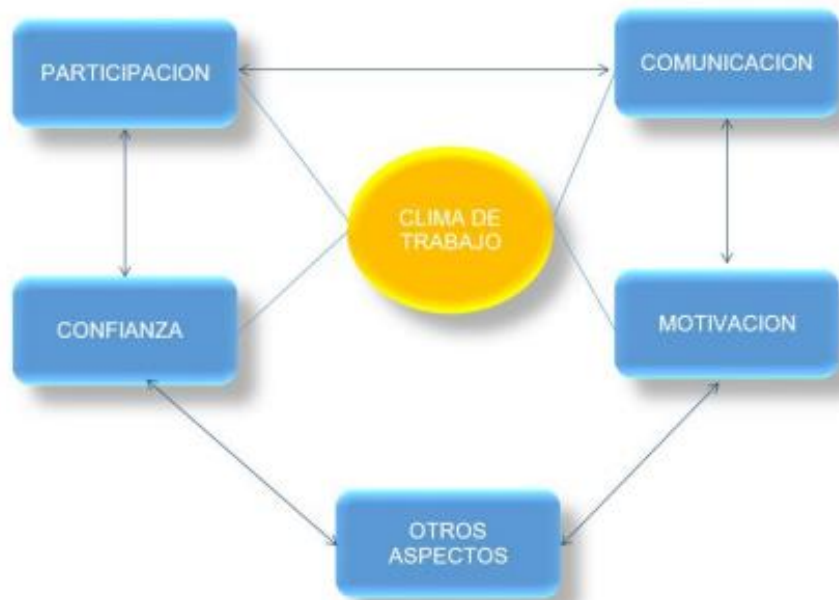 PARTICIPACION
COMUNICACION
CLIMA DE
TRABAJO
CONFIANZA
MOTIVACION
OTROS
ASPECTOS